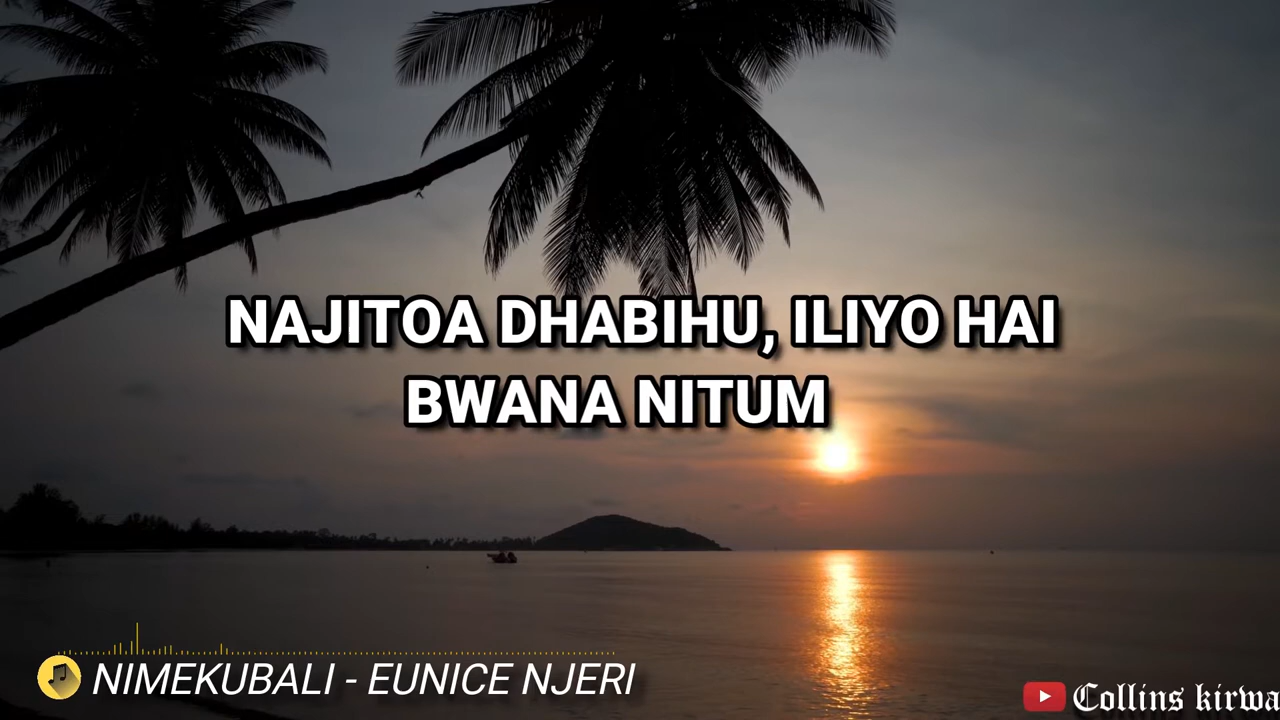 NAJITOA DHABIHU, ILIYO HAI
BWANA NITUM
NIMEKUBALI - EUNICE NJERI
Collins kirwa